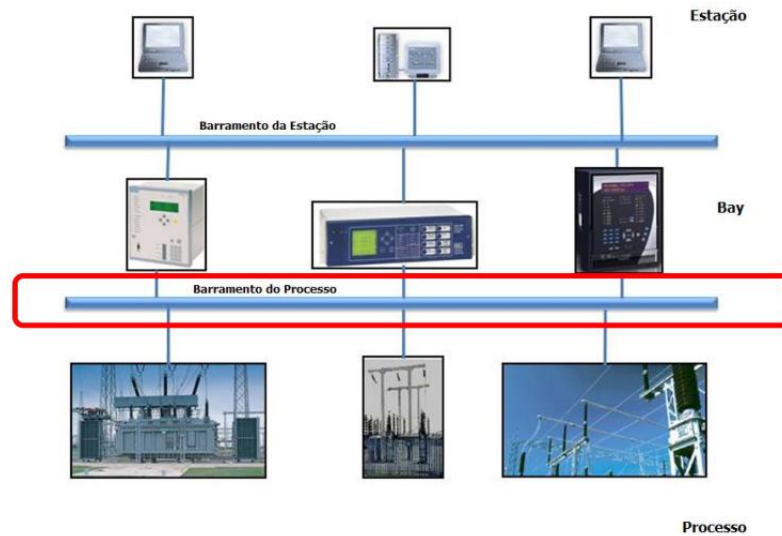 Estação
Barramento da Estação
Bay
Barramento do Processo
Processo